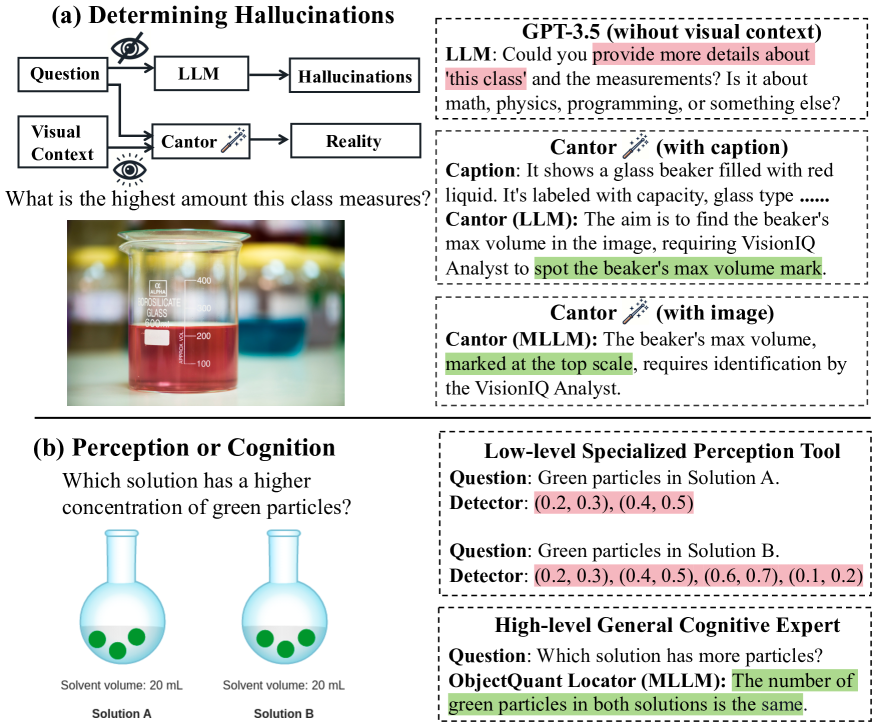 (a) Determining Hallucinations
Question
LLM
Hallucinations
Visual
Context
Cantor
Reality
What is the highest amount this class measures?
400
300
200
100
α
ALPHA
BOROSILICATE
GLASS
600ml
APPROX. VOL
GPT-3.5 (wihout visual context)
LLM: Could you provide more details about
'this class' and the measurements? Is it about
math, physics, programming, or something else?
Cantor (with caption)
Caption: It shows a glass beaker filled with red
liquid. It's labeled with capacity, glass type ......
Cantor (LLM): The aim is to find the beaker's
max volume in the image, requiring VisionIQ
Analyst to spot the beaker's max volume mark.
Cantor (with image)
Cantor (MLLM): The beaker's max volume,
marked at the top scale, requires identification by
the VisionIQ Analyst.
(b) Perception or Cognition
Which solution has a higher
concentration of green particles?
Solvent volume: 20 mL
Solution A
Solvent volume: 20 mL
Solution B
Low-level Specialized Perception Tool
Question: Green particles in Solution A.
Detector: (0.2, 0.3), (0.4, 0.5)
Question: Green particles in Solution B.
Detector: (0.2, 0.3), (0.4, 0.5), (0.6, 0.7), (0.1, 0.2)
High-level General Cognitive Expert
Question: Which solution has more particles?
ObjectQuant Locator (MLLM): The number of
green particles in both solutions is the same.